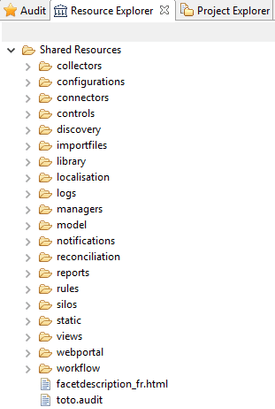 Audit Resource Explorer Project Explorer
Shared Resources
collectors
configurations
connectors
controls
discovery
importfiles
library
localisation
logs
managers
model
notifications
reconciliation
reports
rules
silos
static
views
webportal
workflow
facetdescription_fr.html
toto.audit